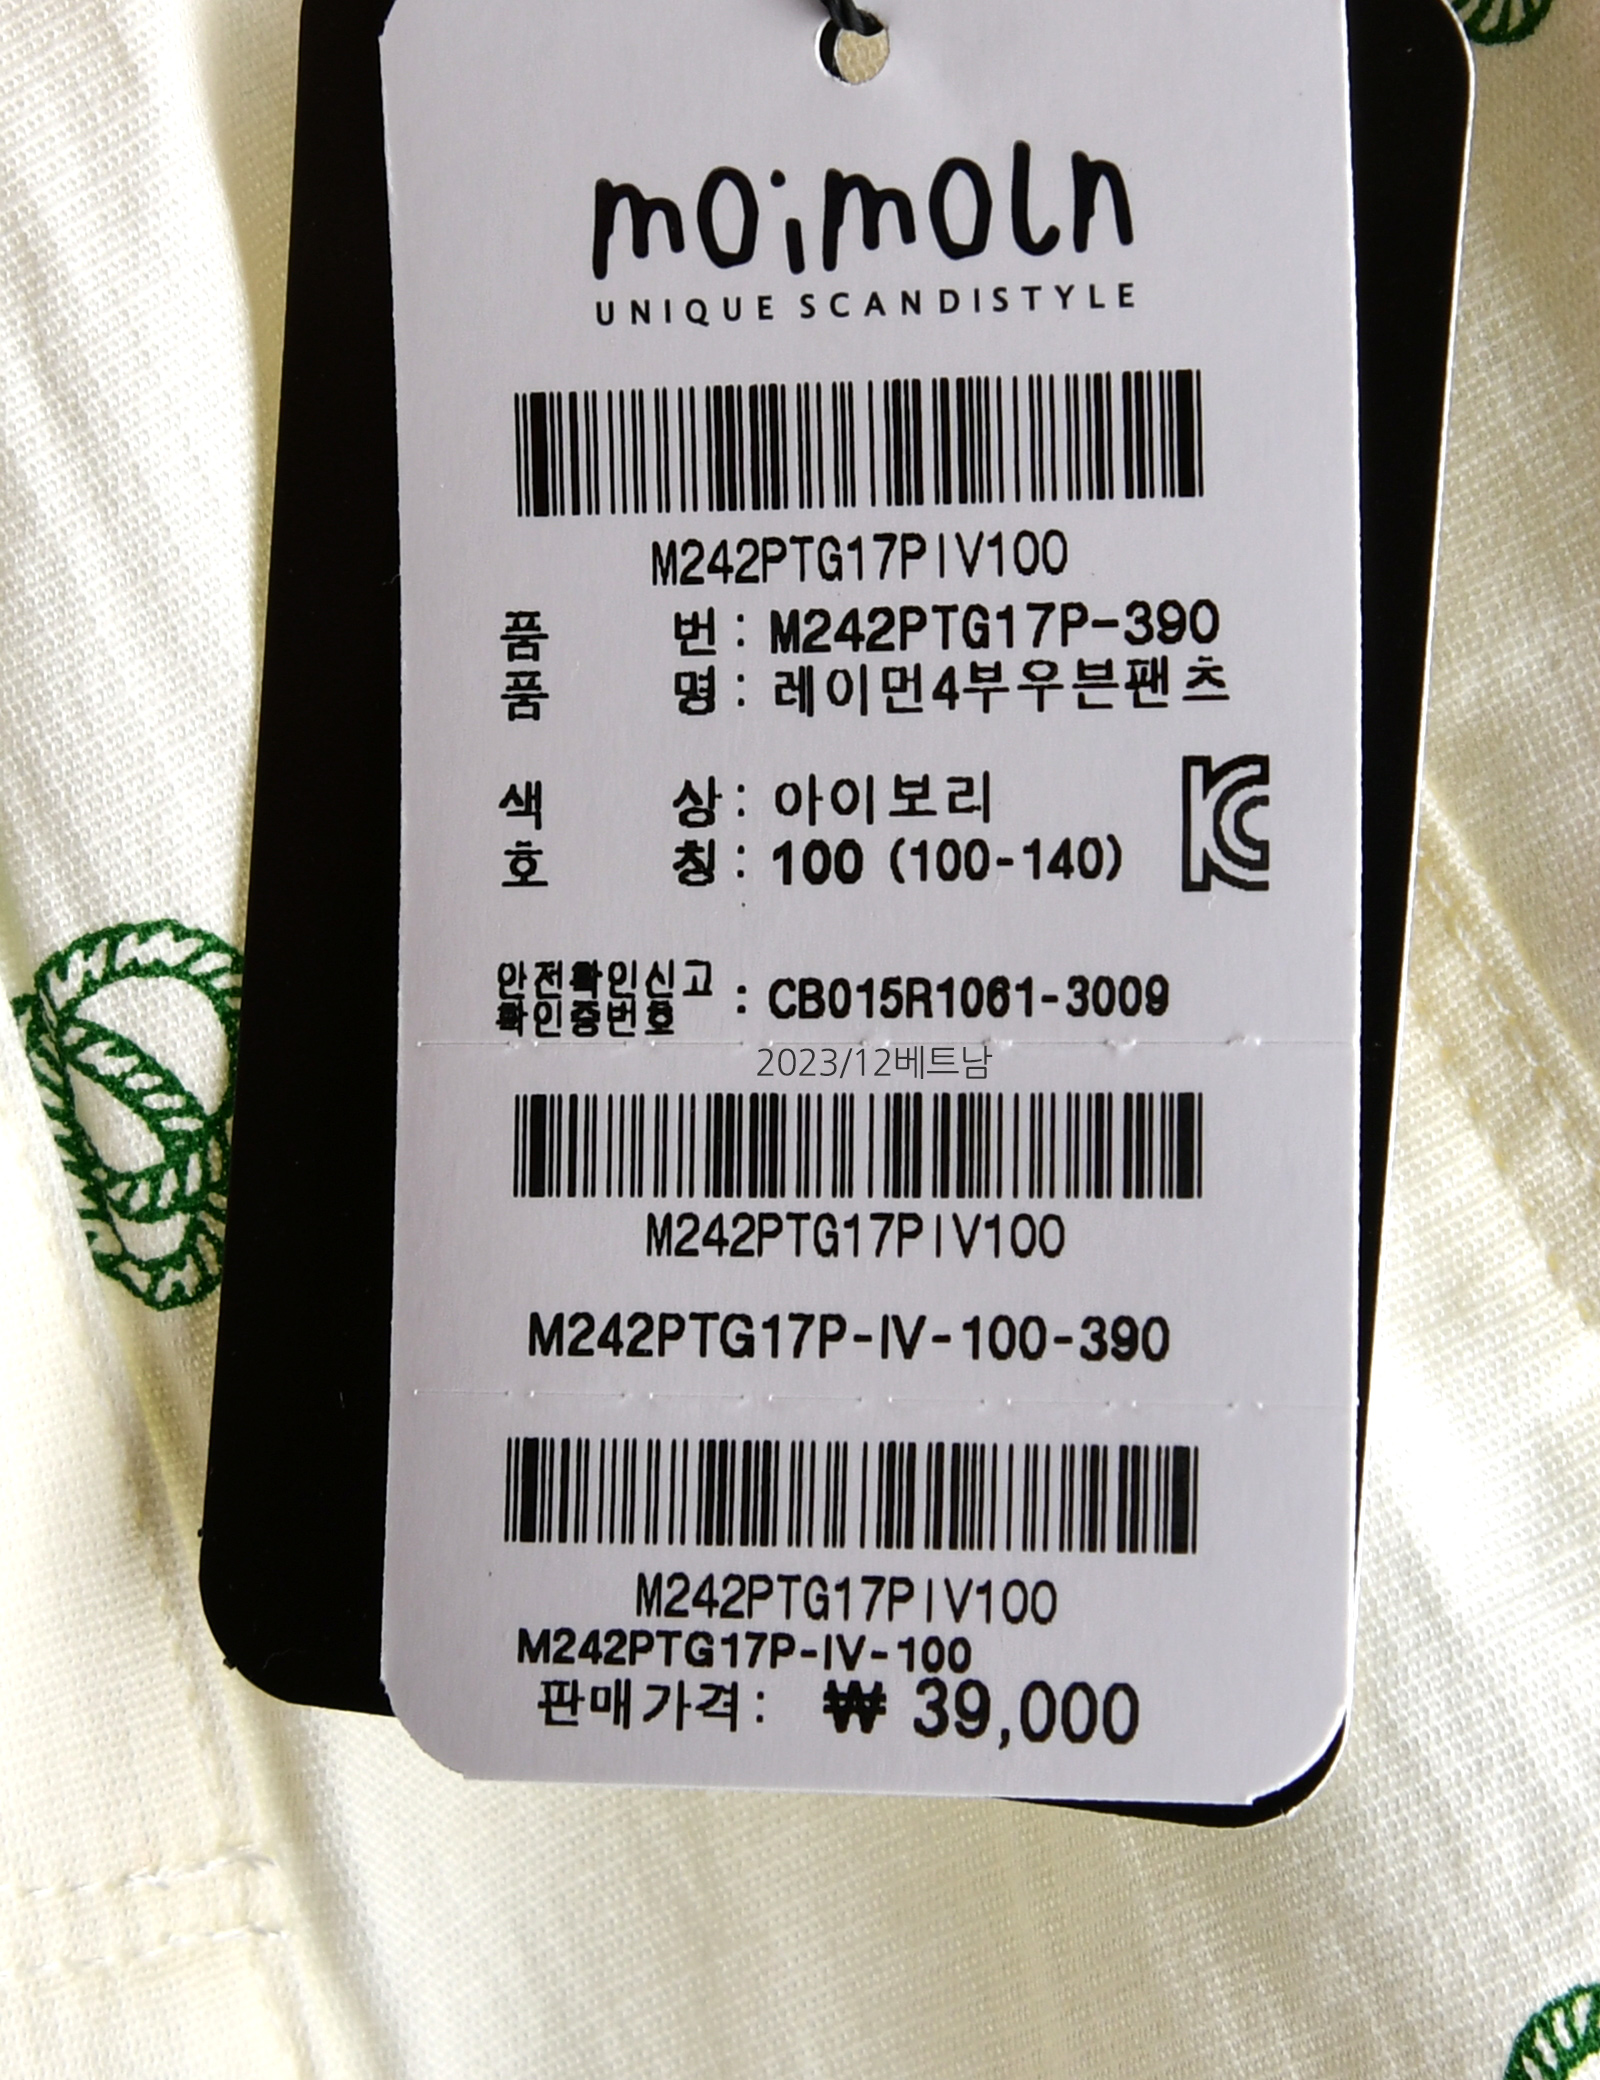 moimoln
UNIQUE SCANDISTYLE
M242PTG17PIV100
품 번 : M242PTG17P-390
품 명 : 레이먼4부우븐팬츠
색 상 : 아이보리
호 칭 : 100 (100-140)
안전확인신고
확인증번호 : CB015R1061-3009
2023/12베트남
M242PTG17PIV100
M242PTG17P-IV-100-390
M242PTG17PIV100
M242PTG17P-IV-100
판매가격: ₩ 39,000